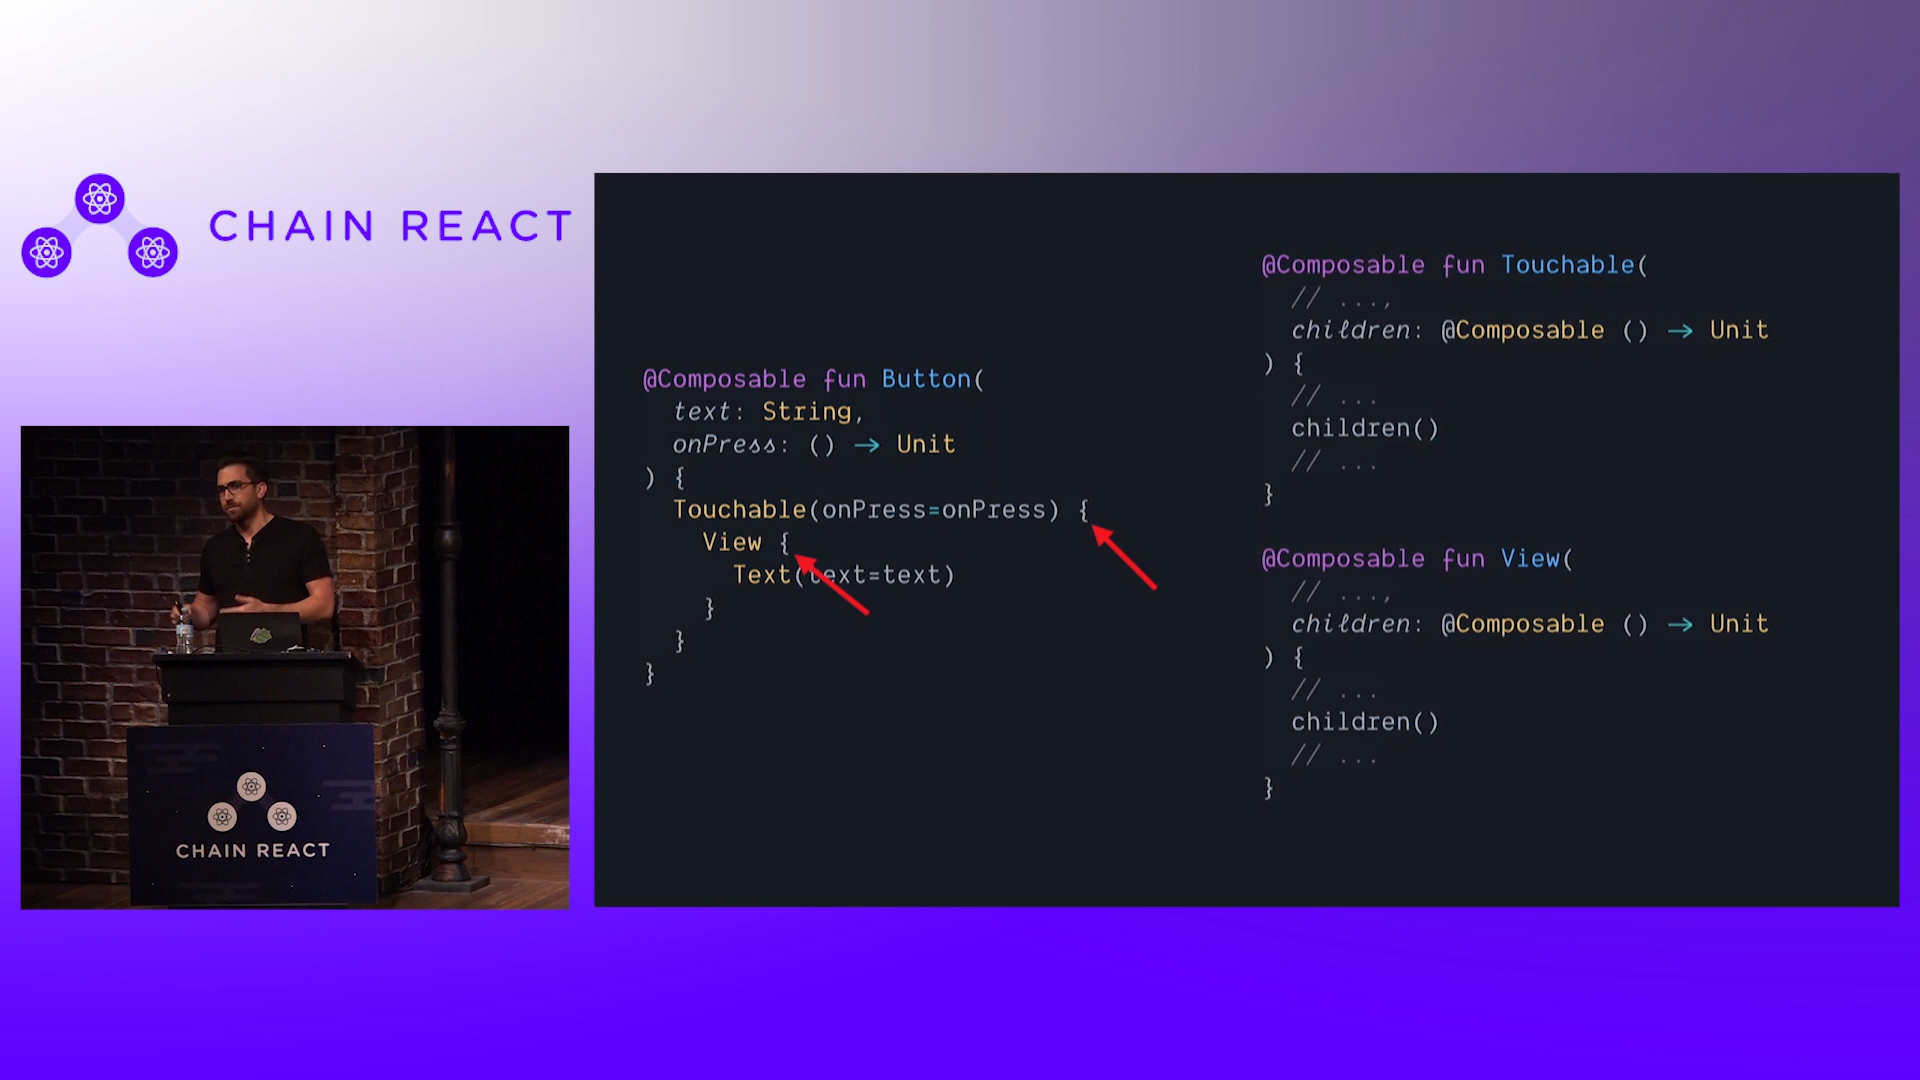 CHAIN REACT
@Composable fun Button(
text: String,
onPress: () → Unit
) {
Touchable(onPress=onPress) {
View {
Text(text=text)
}
}
}
@Composable fun Touchable(
// ...,
children: @Composable () → Unit
) {
// ...
children()
// ...
}
@Composable fun View(
// ...,
children: @Composable () → Unit
) {
// ...
children()
// ...
}
CHAIN REACT